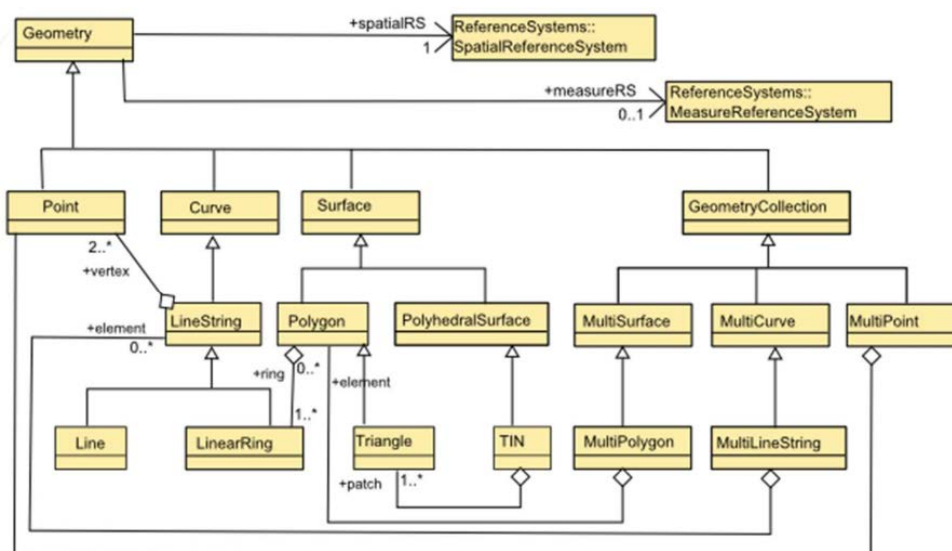 Geometry
+spatialRS
1
ReferenceSystems::
SpatialReferenceSystem
+measureRS
0..1
ReferenceSystems::
MeasureReferenceSystem
Point
Curve
Surface
GeometryCollection
2..*
+vertex
LineString
Polygon
PolyhedralSurface
MultiSurface
MultiCurve
MultiPoint
+element
0..*
+ring
0..*
+element
1..*
Line
LinearRing
Triangle
TIN
MultiPolygon
MultiLineString
+patch
1..*